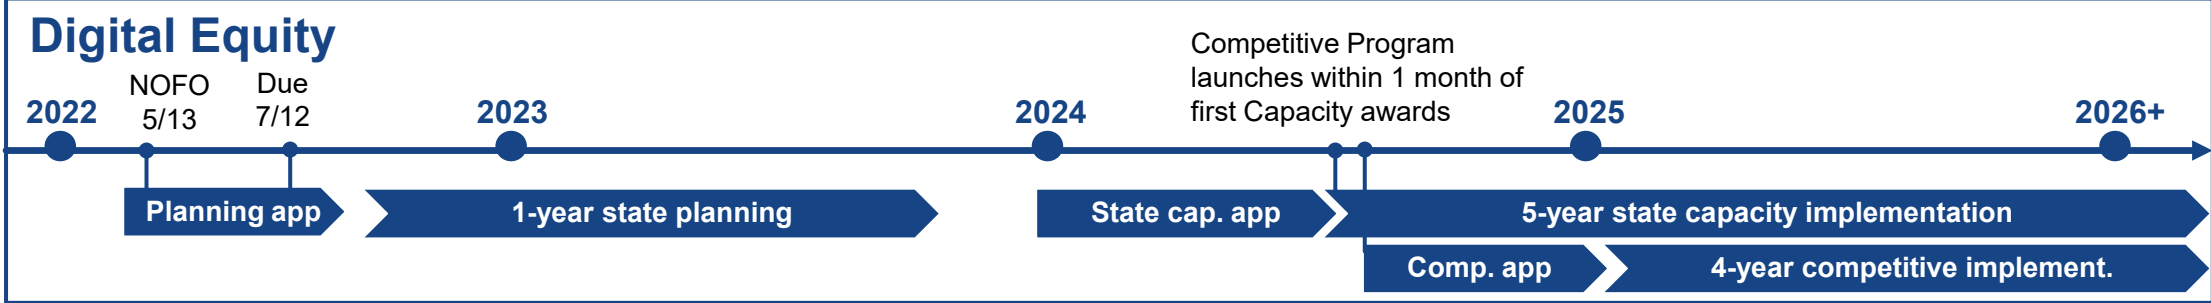 Digital Equity
NOFO
5/13
Due
7/12
Competitive Program
launches within 1 month of
first Capacity awards
2022
2023
2024
2025
2026+
Planning app
1-year state planning
State cap. app
5-year state capacity implementation
Comp. app
4-year competitive implement.